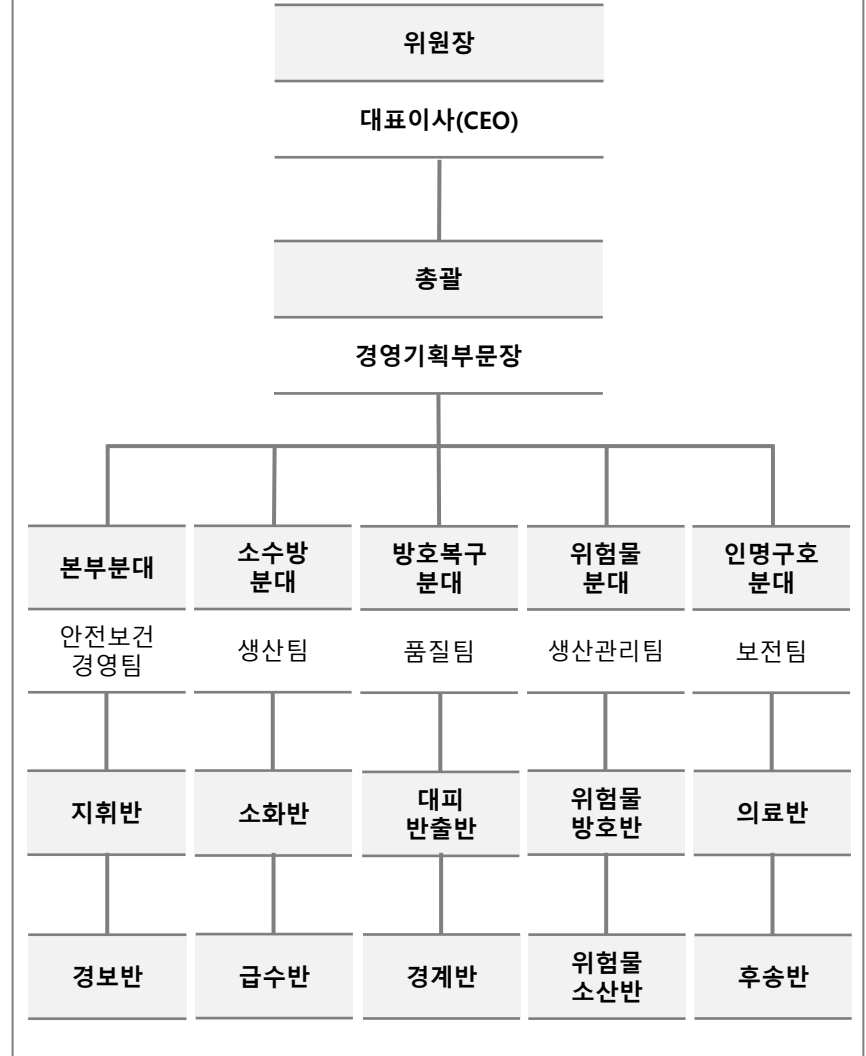 위원장
대표이사(CEO)
총괄
경영기획부문장
본부분대
소수방
분대
방호복구
분대
위험물
분대
인명구호
분대
안전보건
경영팀
생산팀
품질팀
생산관리팀
보전팀
지휘반
소화반
대피
반출반
위험물
방호반
의료반
경보반
급수반
경계반
위험물
소산반
후송반